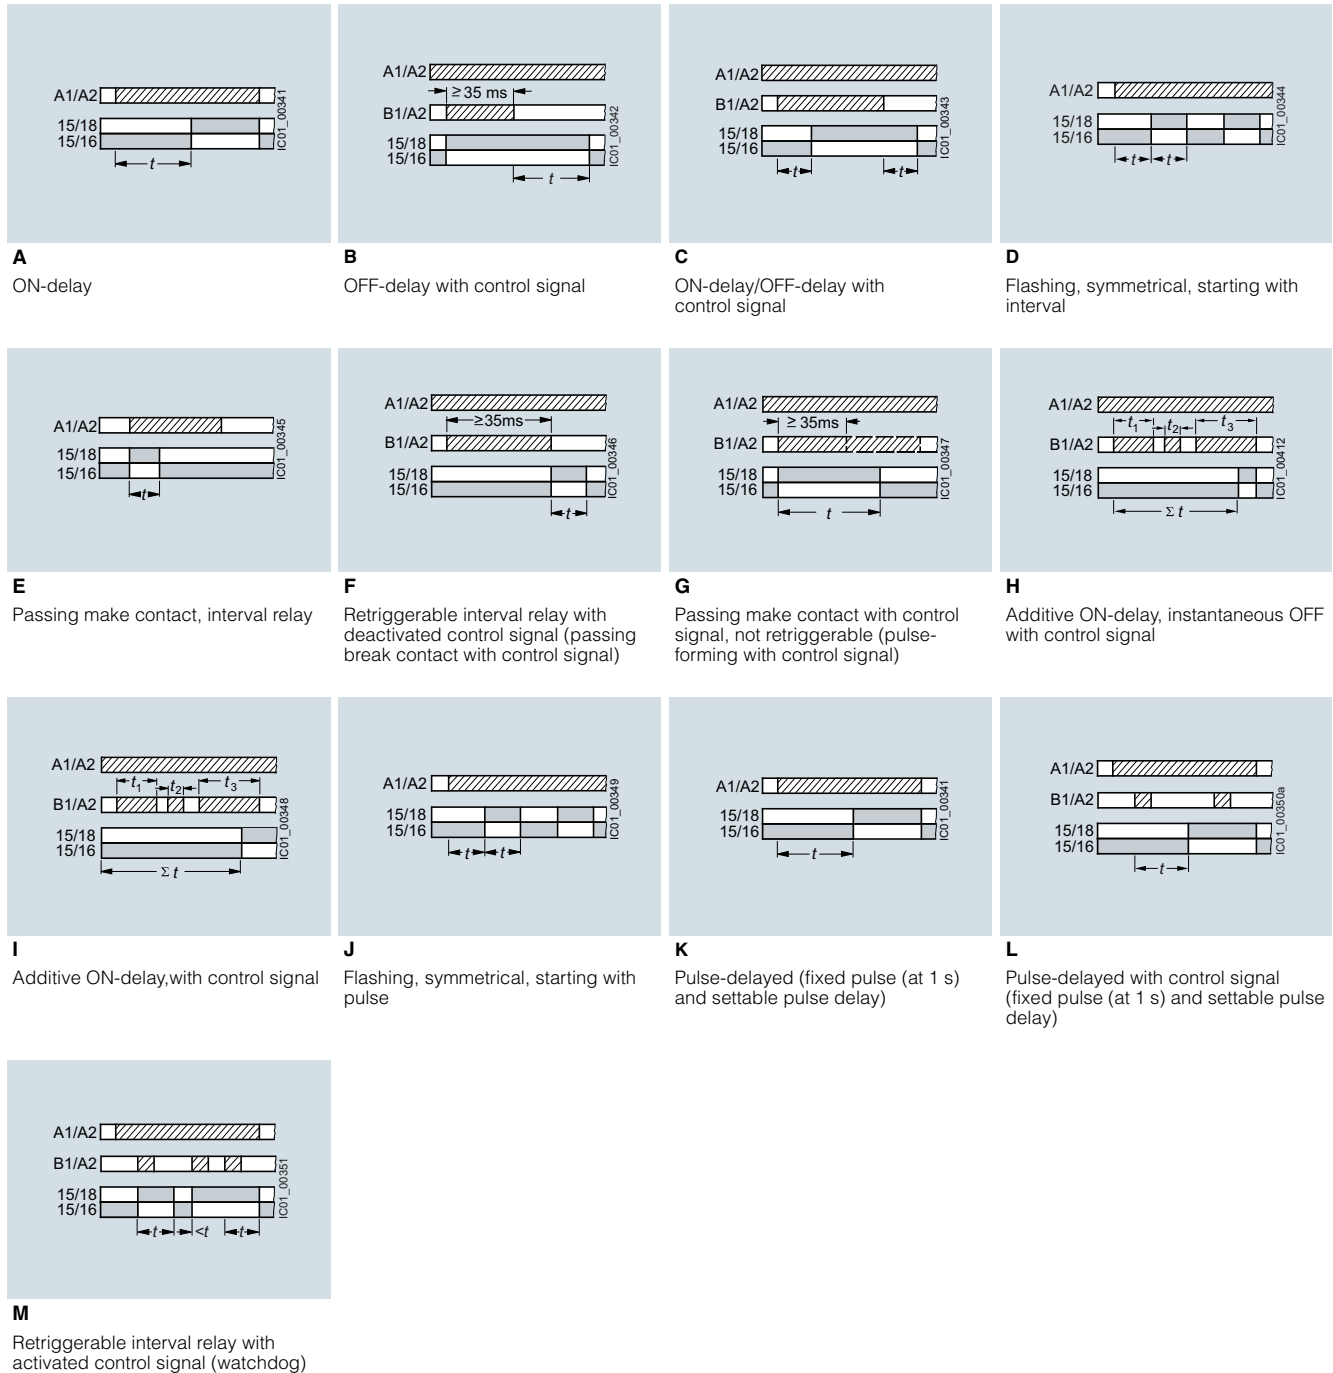 A1/A2
15/18
15/16
t
IC01_00341
A
ON-delay
A1/A2
≥ 35 ms
B1/A2
15/18
15/16
t
IC01_00342
B
OFF-delay with control signal
A1/A2
B1/A2
15/18
15/16
t t
IC01_00343
C
ON-delay/OFF-delay with
control signal
A1/A2
15/18
15/16
t t
IC01_00344
D
Flashing, symmetrical, starting with
interval
A1/A2
15/18
15/16
t
IC01_00345
E
Passing make contact, interval relay
A1/A2
≥35ms
B1/A2
15/18
15/16
t
IC01_00346
F
Retriggerable interval relay with
deactivated control signal (passing
break contact with control signal)
A1/A2
≥ 35ms
B1/A2
15/18
15/16
t
IC01_00347
G
Passing make contact with control
signal, not retriggerable (pulse-
forming with control signal)
A1/A2
t1 t2 t3
B1/A2
15/18
15/16
Σ t
IC01_00412
H
Additive ON-delay, instantaneous OFF
with control signal
A1/A2
t1 t2 t3
B1/A2
15/18
15/16
Σ t
IC01_00348
I
Additive ON-delay,with control signal
A1/A2
15/18
15/16
t t
IC01_00349
J
Flashing, symmetrical, starting with
pulse
A1/A2
15/18
15/16
t
IC01_00341
K
Pulse-delayed (fixed pulse (at 1 s)
and settable pulse delay)
A1/A2
B1/A2
15/18
15/16
t
IC01_00350a
L
Pulse-delayed with control signal
(fixed pulse (at 1 s) and settable pulse
delay)
A1/A2
B1/A2
15/18
15/16
t <t t
IC01_00351
M
Retriggerable interval relay with
activated control signal (watchdog)